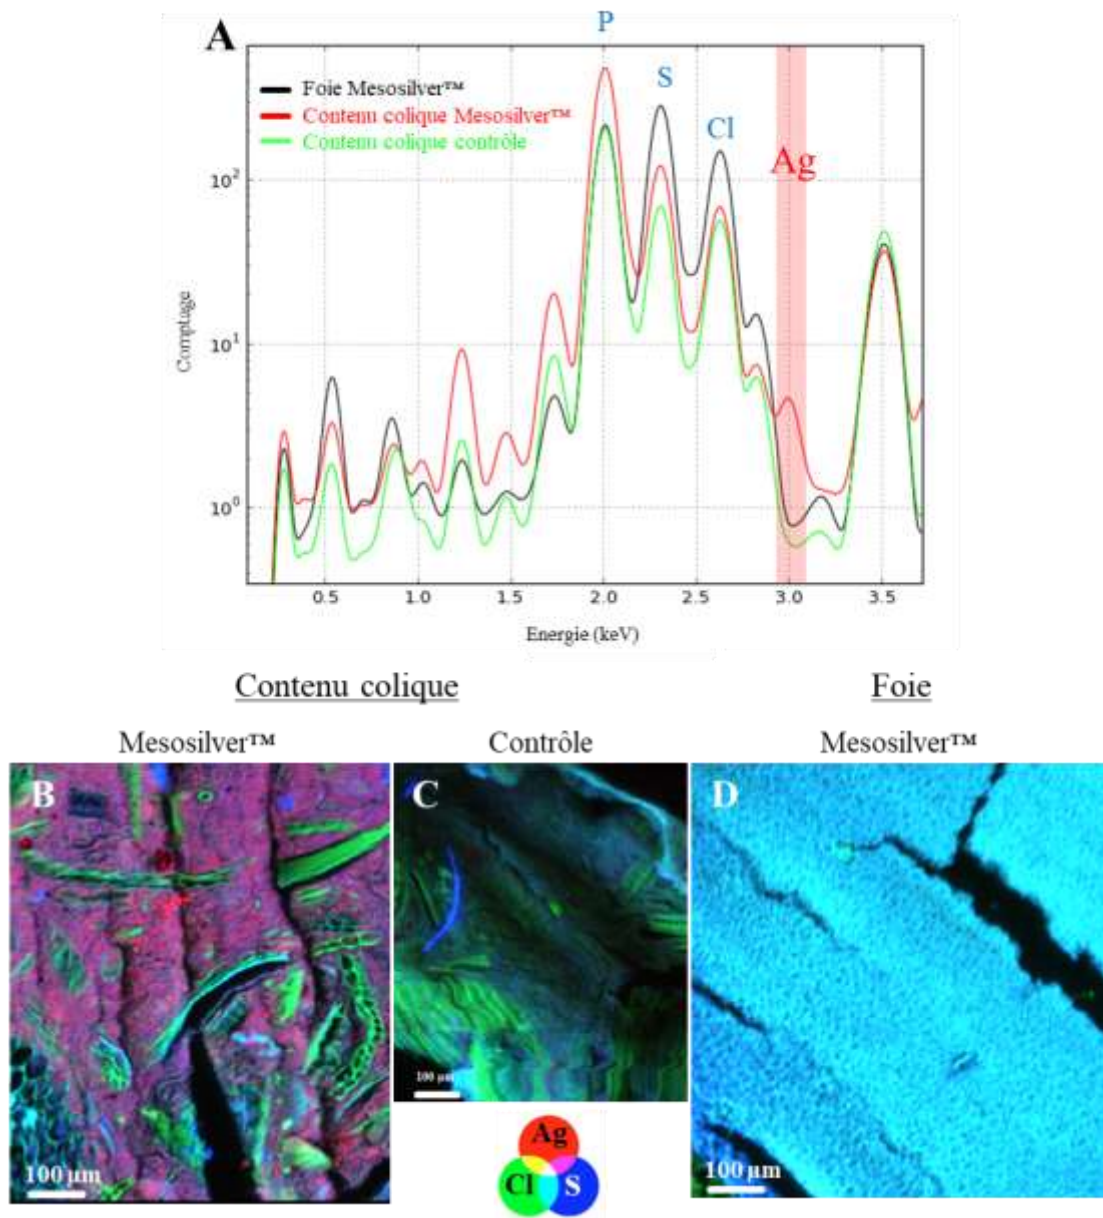 A
P
S
Cl
Ag
Foie Mesosilver™
Contenu colique Mesosilver™
Contenu colique contrôle
10²
10¹
10⁰
Comptage
0.5 1.0 1.5 2.0 2.5 3.0 3.5
Energie (keV)
Contenu colique Foie
Mesosilver™ Contrôle Mesosilver™
B C D
100 µm 100 µm 100 µm
Ag
Cl S